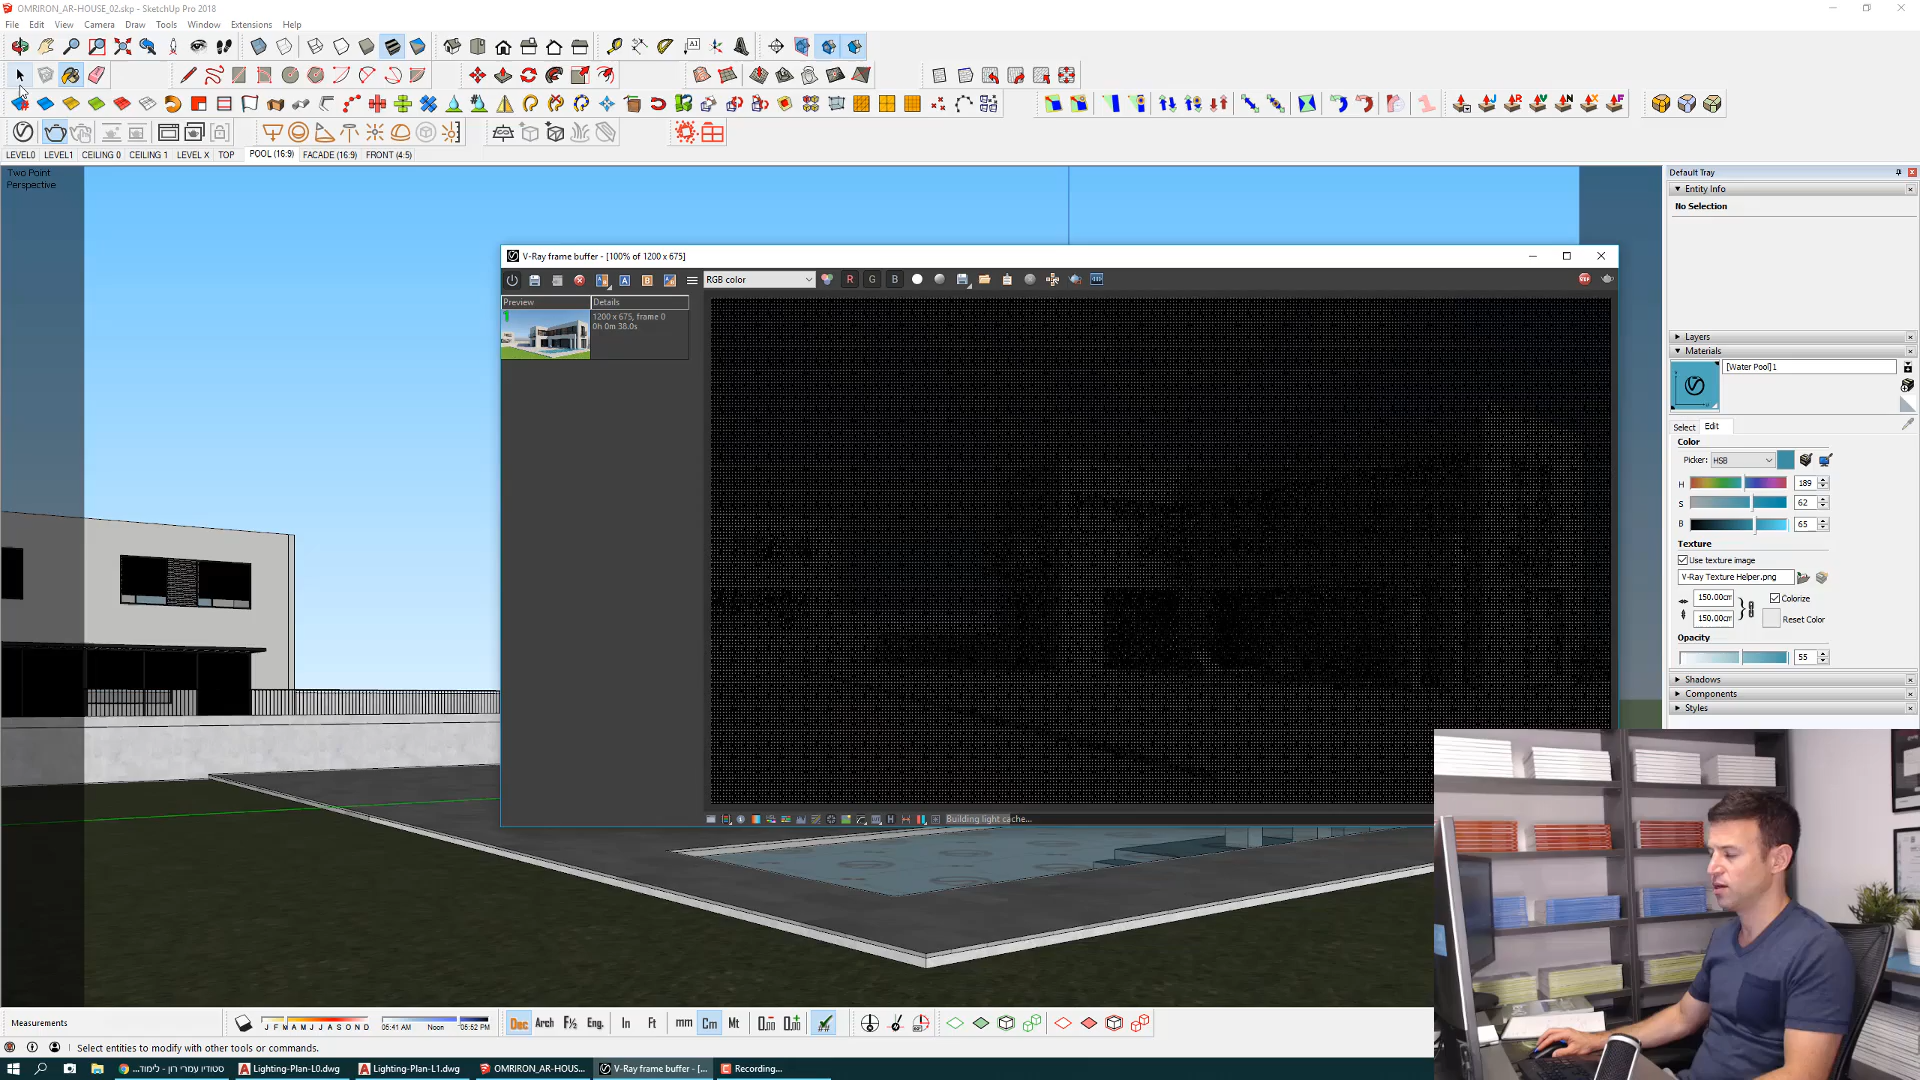 OMRIRON_AR-HOUSE_02.skp - SketchUp Pro 2018
File Edit View Camera Draw Tools Window Extensions Help
LEVEL0 LEVEL1 CEILING 0 CEILING 1 LEVEL X TOP POOL (16:9) FACADE (16:9) FRONT (4:5)
Two Point
Perspective
V-Ray frame buffer - [100% of 1200 x 675]
RGB color
R G B
Preview Details
1200 x 675, frame 0
0h 0m 38.0s
Building light cache...
Default Tray
Entity Info
No Selection
Layers
Materials
[Water Pool]1
Select Edit
Color
Picker: HSB
H 189
S 62
B 65
Texture
Use texture image
V-Ray Texture Helper.png
150.00cm
Colorize
150.00cm
Reset Color
Opacity
55
Shadows
Components
Styles
Measurements
J F M A M J J A S O N D
05:41 AM Noon 05:52 PM
Dec Arch F½ Eng. In Ft mm Cm Mt
Select entities to modify with other tools or commands.
סטודיו עמרי רון - לימוד...
Lighting-Plan-L0.dwg
Lighting-Plan-L1.dwg
OMRIRON_AR-HOUS...
V-Ray frame buffer - [...
Recording...